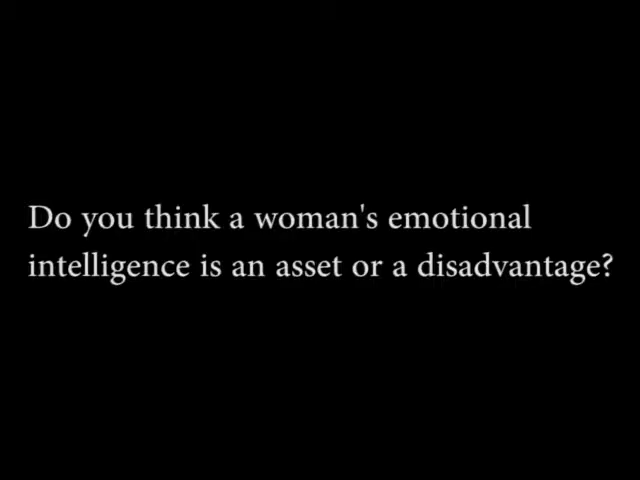 Do you think a woman's emotional
intelligence is an asset or a disadvantage?